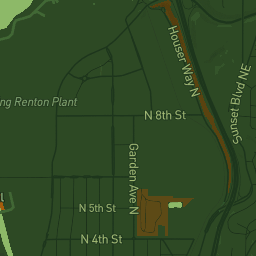 Houser Way N
Sunset Blvd NE
ng Renton Plant
N 8th St
Garden Ave N
N 5th St
N 4th St